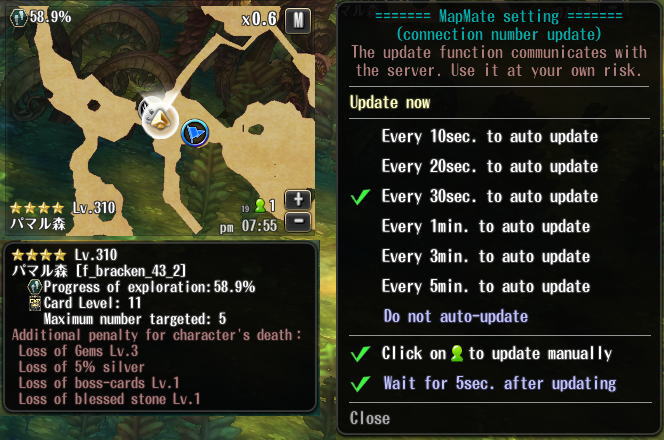 58.9%
x0.6
M
★★★★ Lv.310
パマル森
19
1
+
−
pm 07:55
★★★★ Lv.310
パマル森 [f_bracken_43_2]
Progress of exploration:58.9%
Card Level: 11
Maximum number targeted: 5
Additional penalty for character's death:
Loss of Gems Lv.3
Loss of 5% silver
Loss of boss-cards Lv.1
Loss of blessed stone Lv.1
======= MapMate setting =======
(connection number update)
The update function communicates with
the server. Use it at your own risk.
Update now
Every 10sec. to auto update
Every 20sec. to auto update
Every 30sec. to auto update
Every 1min. to auto update
Every 3min. to auto update
Every 5min. to auto update
Do not auto-update
Click on to update manually
Wait for 5sec. after updating
Close